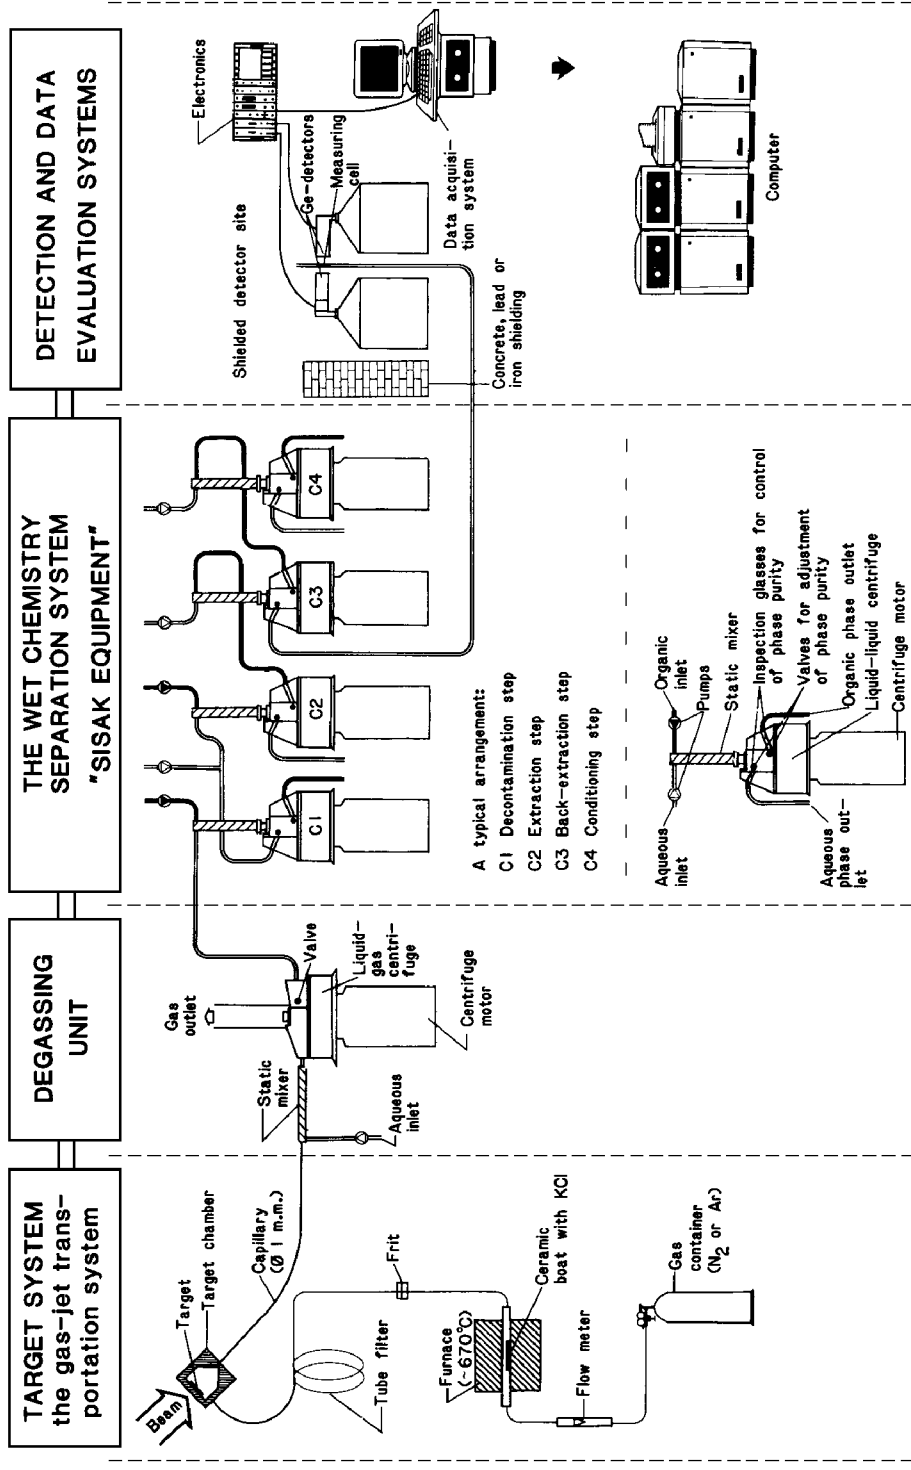 TARGET SYSTEM
the gas-jet trans-
portation system
DEGASSING
UNIT
THE WET CHEMISTRY
SEPARATION SYSTEM
"SISAK EQUIPMENT"
DETECTION AND DATA
EVALUATION SYSTEMS
Beam
Target
Target chamber
Capillary
(Ø 1 m.m.)
Tube filter
Frit
Furnace
(~670°C)
Ceramic
boat with KCl
Flow meter
Gas
container
(N2 or Ar)
Gas
outlet
Static
mixer
Valve
Liquid-
gas centri-
fuge
Aqueous
inlet
Centrifuge
motor
C1
C2
C3
C4
A typical arrangement:
C1 Decontamination step
C2 Extraction step
C3 Back-extraction step
C4 Conditioning step
Aqueous
inlet
Organic
inlet
Pumps
Static mixer
Inspection glasses for control
of phase purity
Valves for adjustment
of phase purity
Organic phase outlet
Liquid-liquid centrifuge
Centrifuge motor
Aqueous
phase out-
let
Shielded detector site
Electronics
Ge-detectors
Measuring
cell
Data acquisi-
tion system
Concrete, lead or
iron shielding
Computer